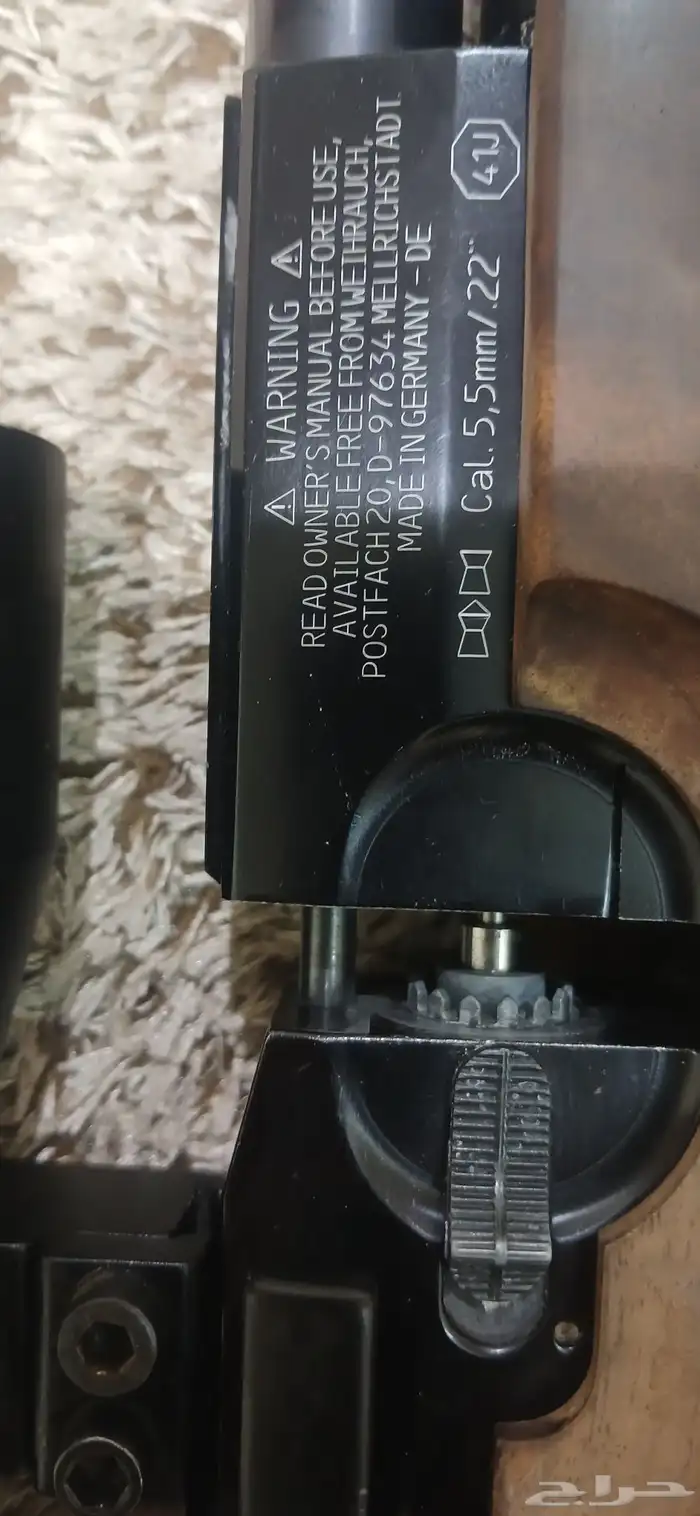 ⚠ WARNING ⚠
READ OWNER'S MANUAL BEFORE USE,
AVAILABLE FREE FROM WEIHRAUCH,
POSTFACH 20, D-97634 MELLRICHSTADT
MADE IN GERMANY - DE
Cal. 5,5mm/.22"
41J
حراج